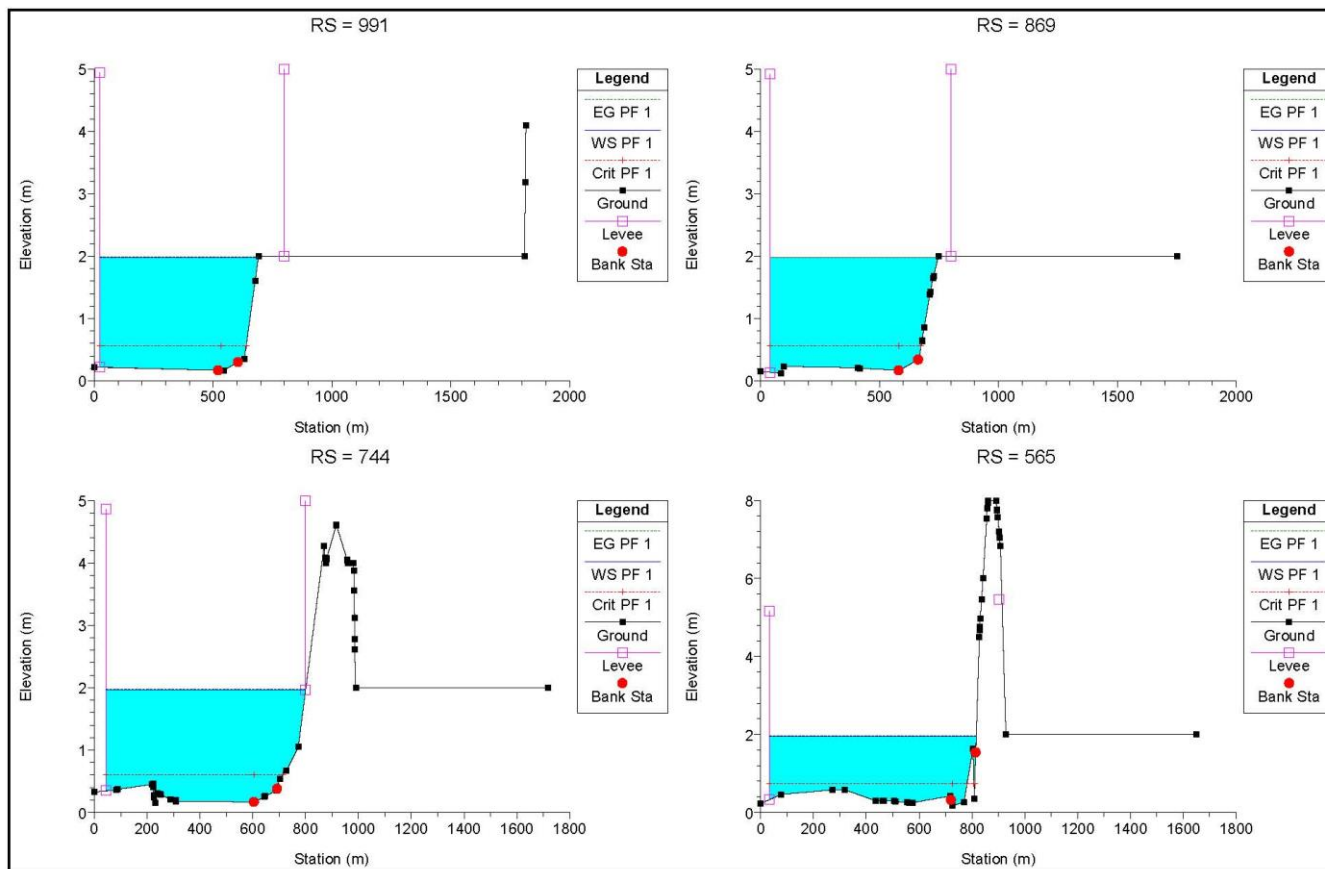 RS = 991
5
4
3
2
1
0
0
500
1000
1500
2000
Elevation (m)
Station (m)
Legend
EG PF 1
WS PF 1
Crit PF 1
Ground
Levee
Bank Sta
RS = 869
5
4
3
2
1
0
0
500
1000
1500
2000
Elevation (m)
Station (m)
Legend
EG PF 1
WS PF 1
Crit PF 1
Ground
Levee
Bank Sta
RS = 744
5
4
3
2
1
0
0
200
400
600
800
1000
1200
1400
1600
1800
Elevation (m)
Station (m)
Legend
EG PF 1
WS PF 1
Crit PF 1
Ground
Levee
Bank Sta
RS = 565
8
6
4
2
0
0
200
400
600
800
1000
1200
1400
1600
1800
Elevation (m)
Station (m)
Legend
EG PF 1
WS PF 1
Crit PF 1
Ground
Levee
Bank Sta